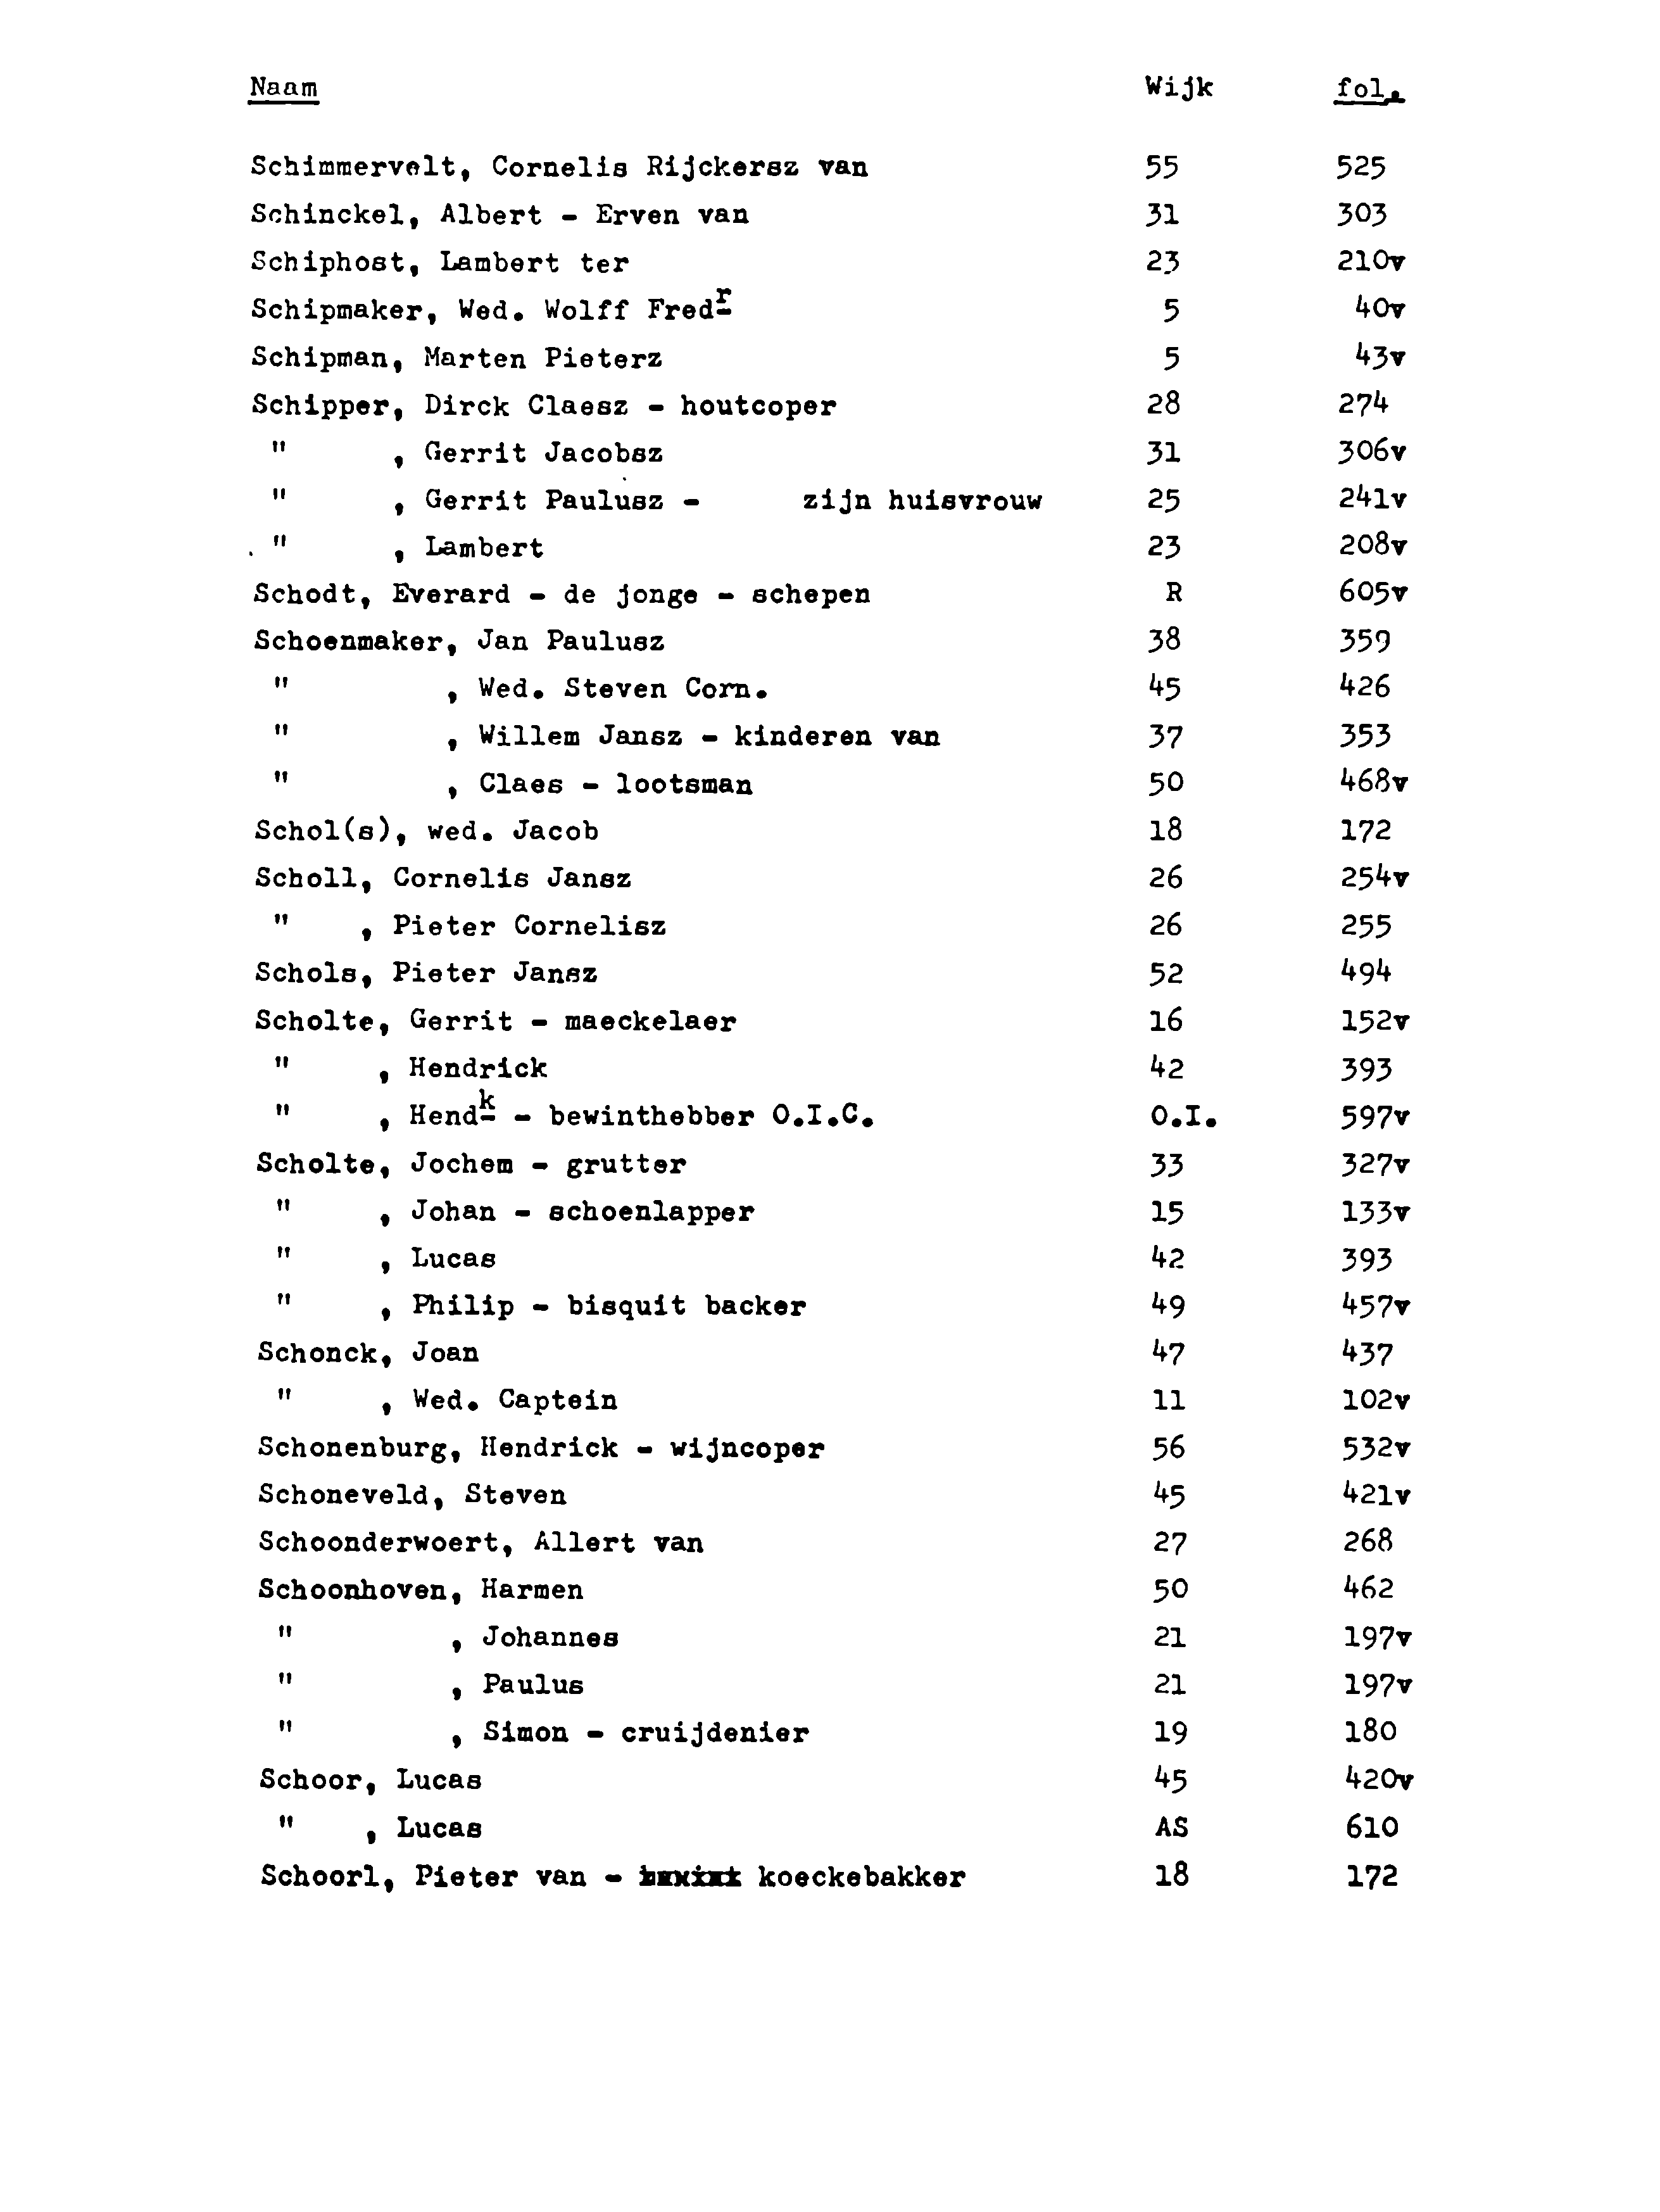 Naam Wijk fol.
Schimmervelt, Cornelis Rijckersz van 55 525
Schinckel, Albert - Erven van 31 303
Schiphost, Lambert ter 23 210v
Schipmaker, Wed. Wolff Fredr 5 40v
Schipman, Marten Pieterz 5 43v
Schipper, Dirck Claesz - houtcoper 28 274
" , Gerrit Jacobsz 31 306v
" , Gerrit Paulusz - zijn huisvrouw 25 241v
" , Lambert 23 208v
Schodt, Everard - de jonge - schepen R 605v
Schoenmaker, Jan Paulusz 38 359
" , Wed. Steven Corn. 45 426
" , Willem Jansz - kinderen van 37 353
" , Claes - lootsman 50 468v
Schol(s), wed. Jacob 18 172
Scholl, Cornelis Jansz 26 254v
" , Pieter Cornelisz 26 255
Schols, Pieter Jansz 52 494
Scholte, Gerrit - maeckelaer 16 152v
" , Hendrick 42 393
" , Hendk - bewinthebber O.I.C. O.I. 597v
Scholte, Jochem - grutter 33 327v
" , Johan - schoenlapper 15 133v
" , Lucas 42 393
" , Philip - bisquit backer 49 457v
Schonck, Joan 47 437
" , Wed. Captein 11 102v
Schonenburg, Hendrick - wijncoper 56 532v
Schoneveld, Steven 45 421v
Schoonderwoert, Allert van 27 268
Schoonhoven, Harmen 50 462
" , Johannes 21 197v
" , Paulus 21 197v
" , Simon - cruijdenier 19 180
Schoor, Lucas 45 420v
" , Lucas AS 610
Schoorl, Pieter van - koeckebakker 18 172